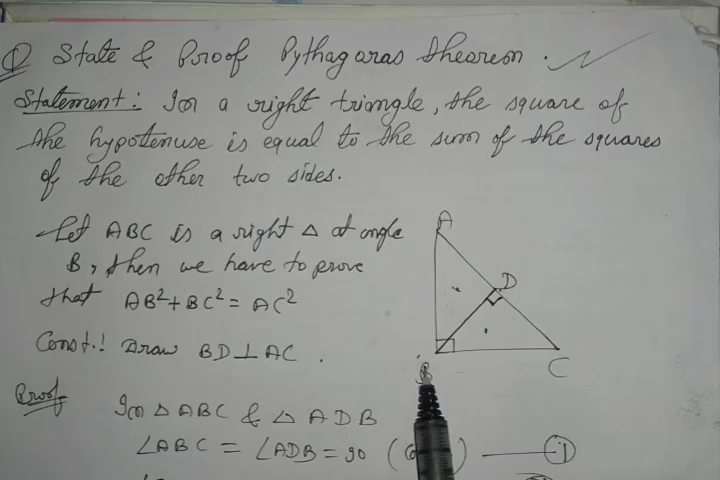 ① State & Proof Pythagaras theorem.
Statement: In a right triangle, the square of
the hypotenuse is equal to the sum of the squares
of the other two sides.
Let ABC is a right △ at angle
B, then we have to prove
that AB²+BC²=AC²
Const.: Draw BD⊥AC.
A
D
B
C
Proof
In △ABC & △ADB
∠ABC = ∠ADB=90 ( ) — ①